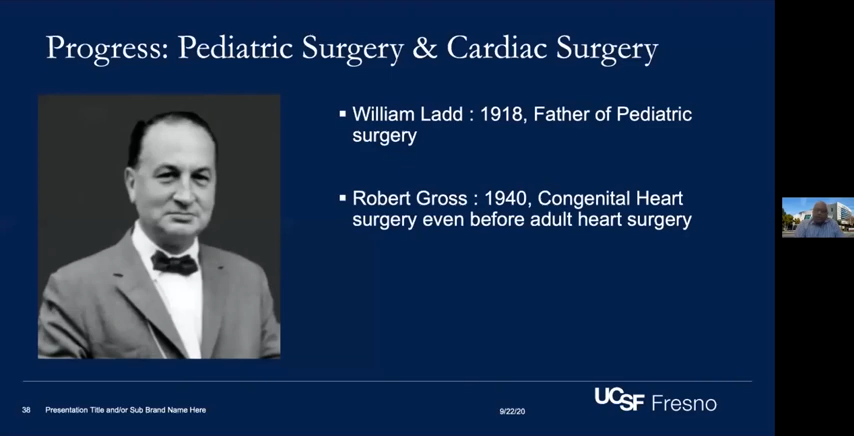 Progress: Pediatric Surgery & Cardiac Surgery
▪ William Ladd : 1918, Father of Pediatric
surgery
▪ Robert Gross : 1940, Congenital Heart
surgery even before adult heart surgery
38 Presentation Title and/or Sub Brand Name Here
9/22/20
UCSF Fresno